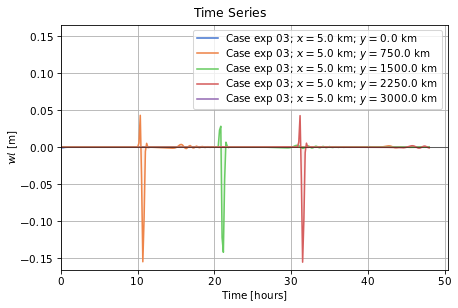 Time Series
Case exp 03; x = 5.0 km; y = 0.0 km
Case exp 03; x = 5.0 km; y = 750.0 km
Case exp 03; x = 5.0 km; y = 1500.0 km
Case exp 03; x = 5.0 km; y = 2250.0 km
Case exp 03; x = 5.0 km; y = 3000.0 km
wl [m]
0.15
0.10
0.05
0.00
−0.05
−0.10
−0.15
0 10 20 30 40 50
Time [hours]